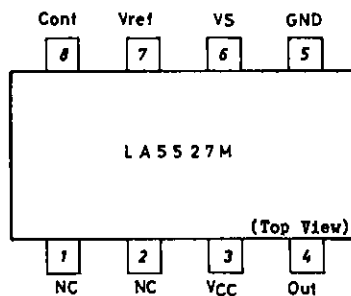 Cont Vref VS GND
8 7 6 5
LA5527M
(Top View)
1 2 3 4
NC NC VCC Out